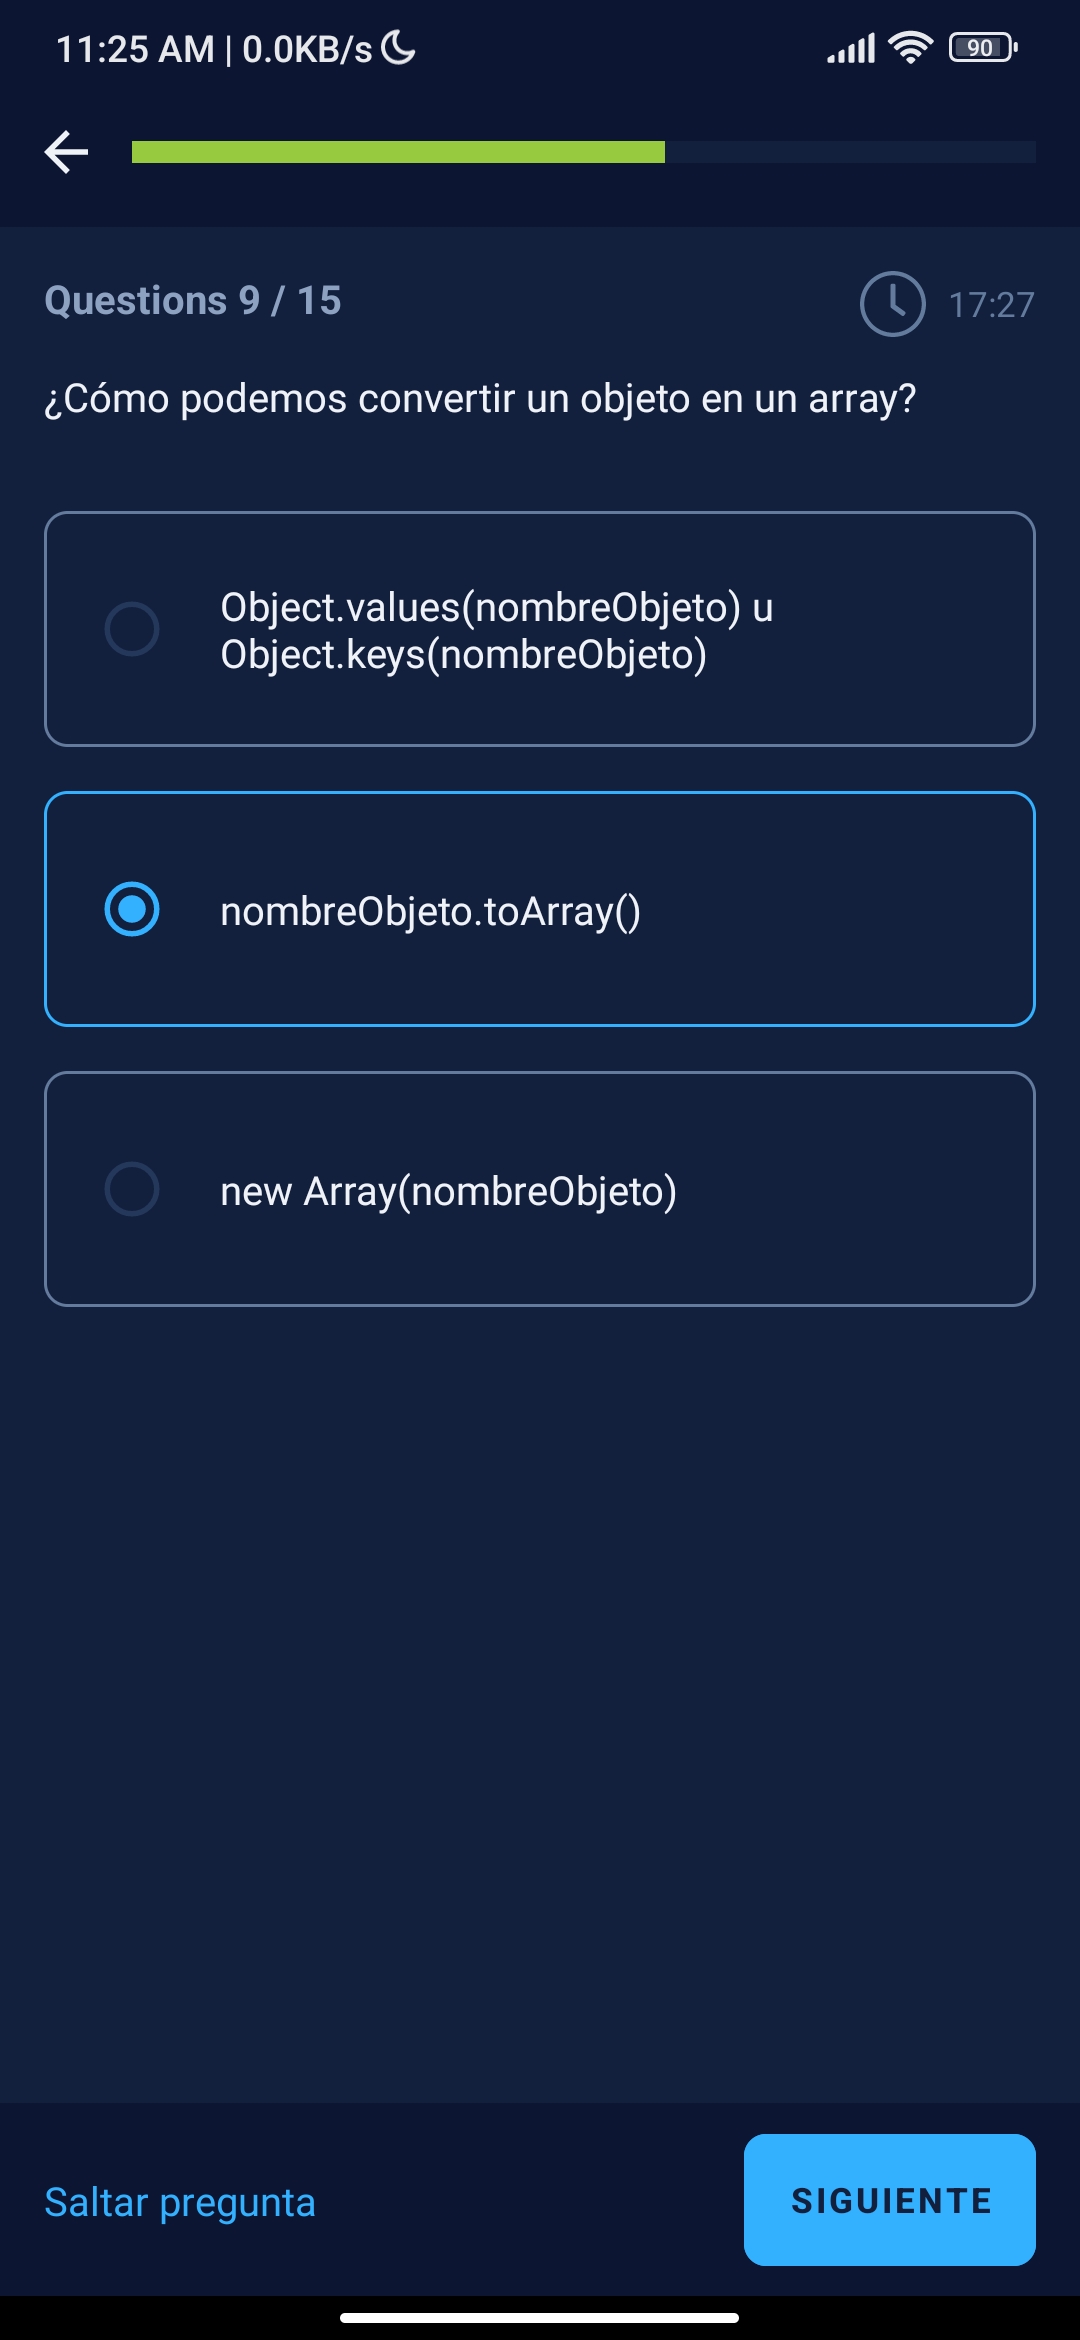 11:25 AM | 0.0KB/s
90
Questions 9 / 15
17:27
¿Cómo podemos convertir un objeto en un array?
Object.values(nombreObjeto) u
Object.keys(nombreObjeto)
nombreObjeto.toArray()
new Array(nombreObjeto)
Saltar pregunta
SIGUIENTE